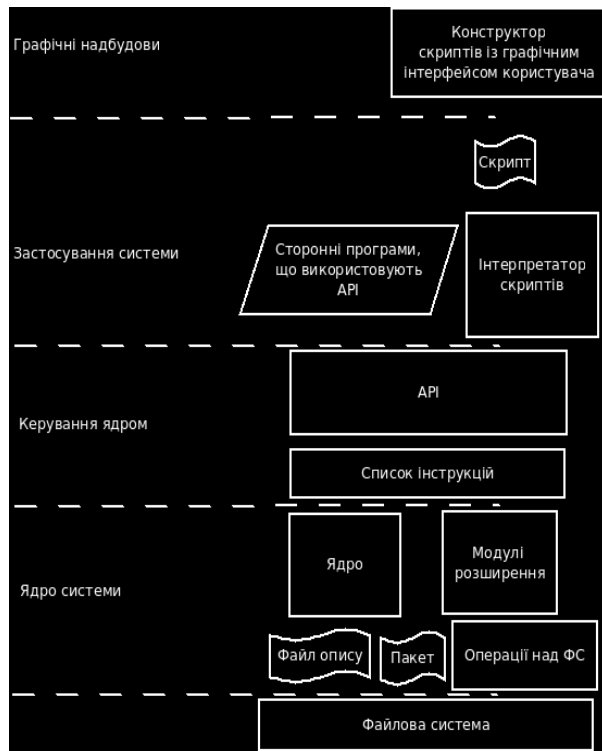 Графічні надбудови
Конструктор
скриптів із графічним
інтерфейсом користувача
Скрипт
Застосування системи
Сторонні програми,
що використовують
API
Інтерпретатор
скриптів
Керування ядром
API
Список інструкцій
Ядро системи
Ядро
Модулі
розширення
Файл опису
Пакет
Операції над ФС
Файлова система